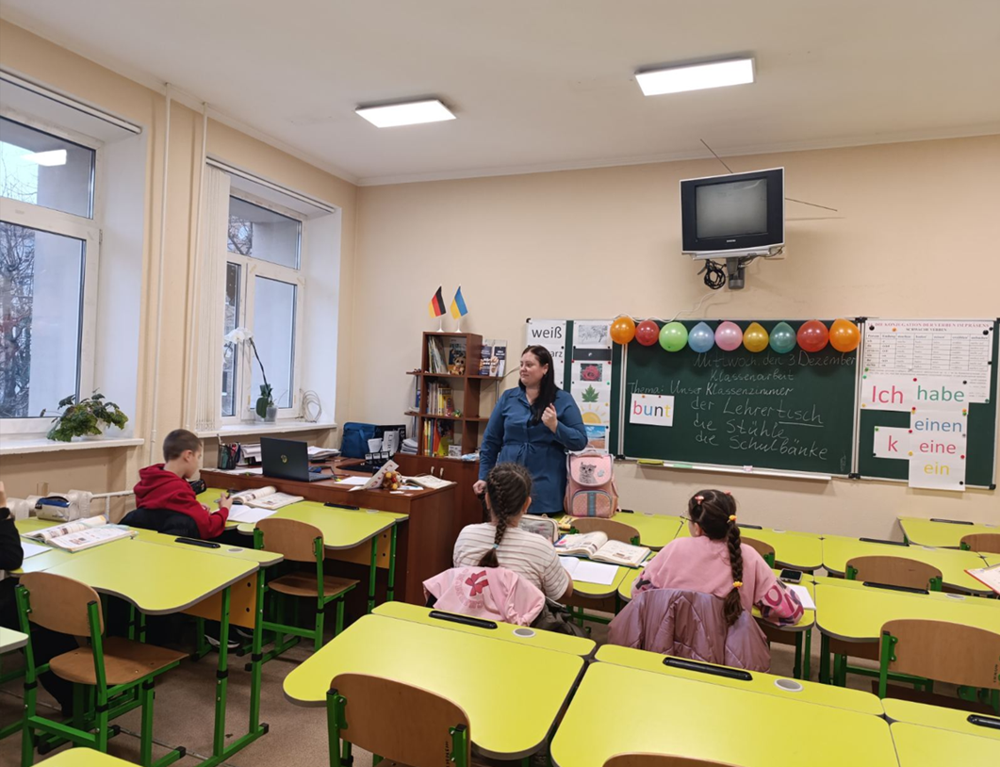 weiß
Mittwoch den 3 Dezember
Klassenarbeit
Thema: Unser Klassenzimmer
der Lehrertisch
die Stühle
die Schulbänke
bunt
Ich habe
einen
k eine
ein